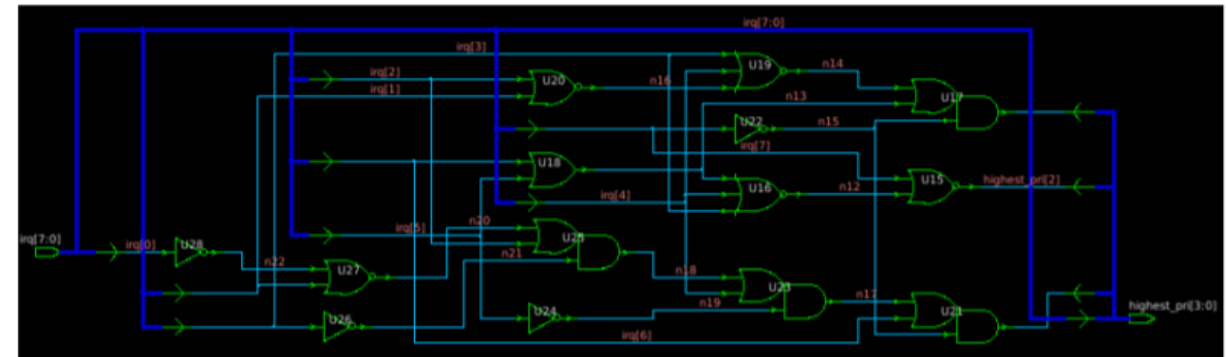 irq[7:0]
irq[3]
U19
n14
irq[2]
U20
n16
irq[1]
n13
U17
U22
n15
irq[7]
U18
U16
n12
U15
highest_pri[2]
irq[4]
irq[7:0]
irq[0]
U28
irq[5]
n20
U25
n21
n22
U27
n18
U23
n19
n17
U24
U26
U21
irq[6]
highest_pri[3:0]